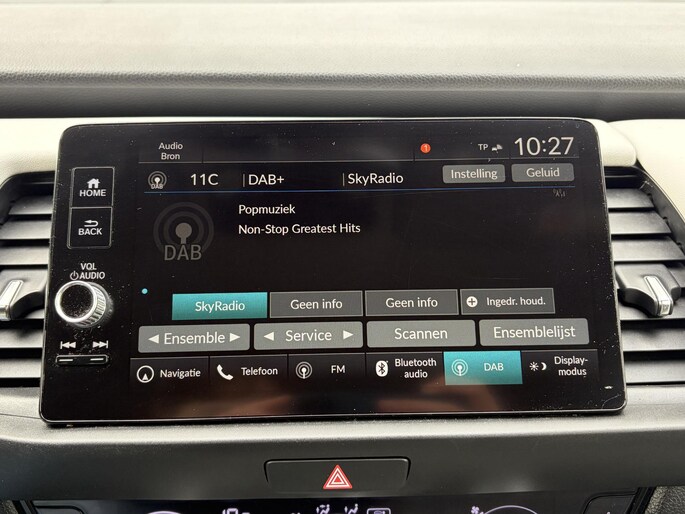 Audio
Bron
1
TP
10:27
HOME
BACK
VOL
AUDIO
DAB
11C
DAB+
SkyRadio
Instelling
Geluid
Popmuziek
Non-Stop Greatest Hits
DAB
SkyRadio
Geen info
Geen info
Ingedr. houd.
Ensemble
Service
Scannen
Ensemblelijst
Navigatie
Telefoon
FM
Bluetooth
audio
DAB
Display-
modus